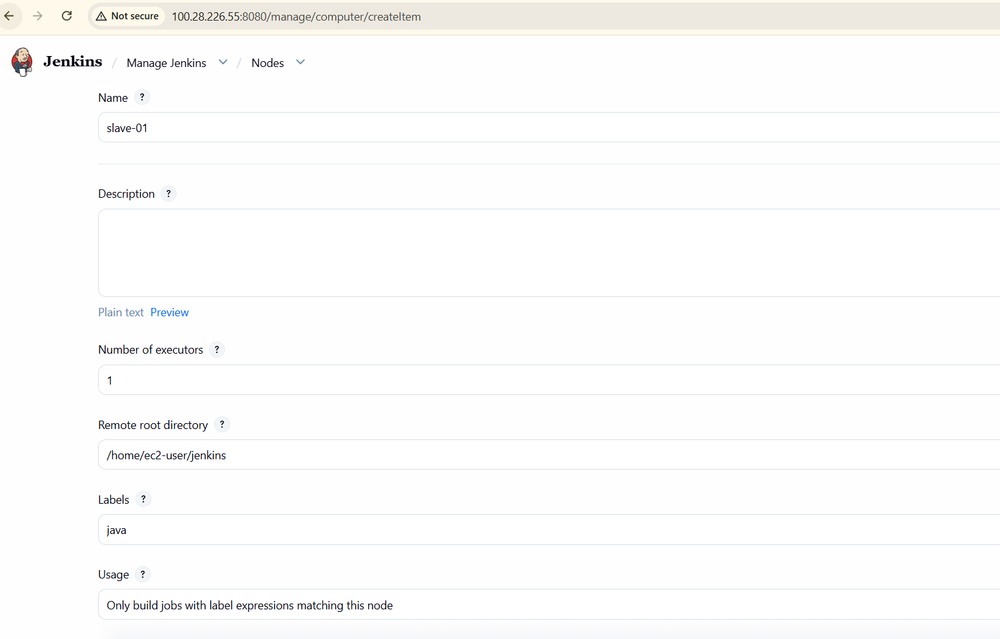 Not secure 100.28.226.55:8080/manage/computer/createItem
Jenkins / Manage Jenkins / Nodes
Name ?
slave-01
Description ?
Plain text Preview
Number of executors ?
1
Remote root directory ?
/home/ec2-user/jenkins
Labels ?
java
Usage ?
Only build jobs with label expressions matching this node